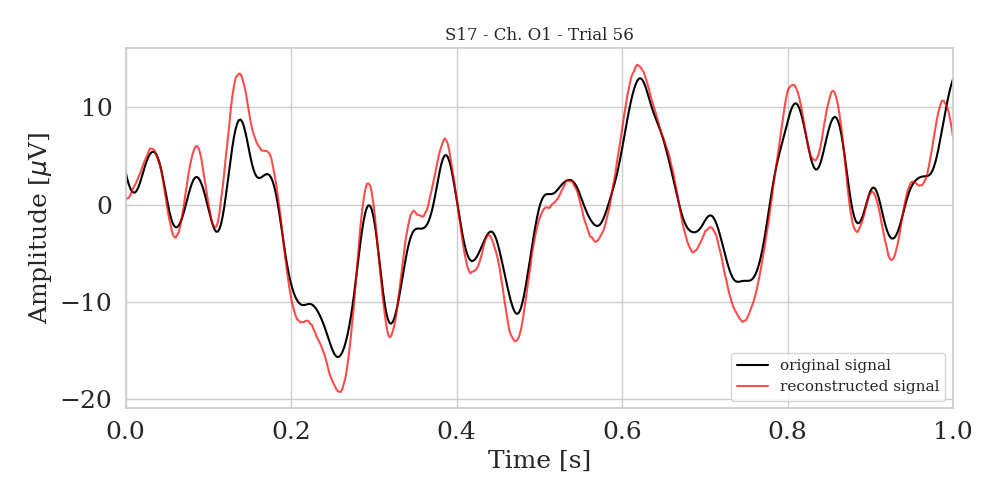 S17 - Ch. O1 - Trial 56
Amplitude [μV]
10
0
−10
−20
0.0 0.2 0.4 0.6 0.8 1.0
Time [s]
original signal
reconstructed signal